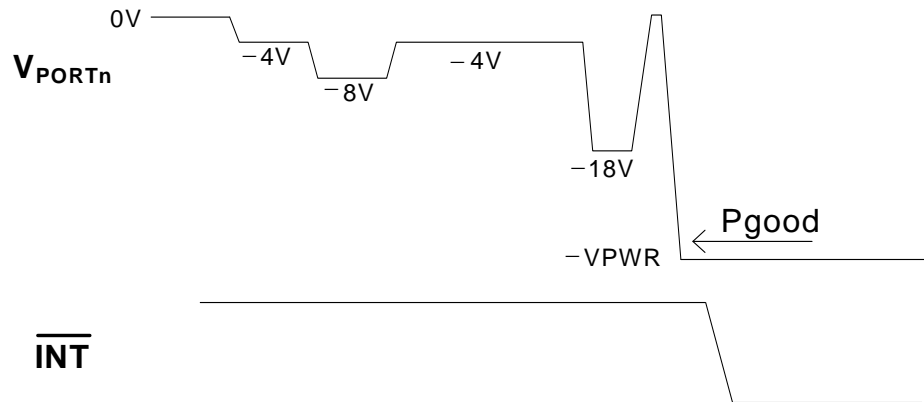 0V
−4V
−8V
−4V
VPORTn
−18V
Pgood
−VPWR
INT